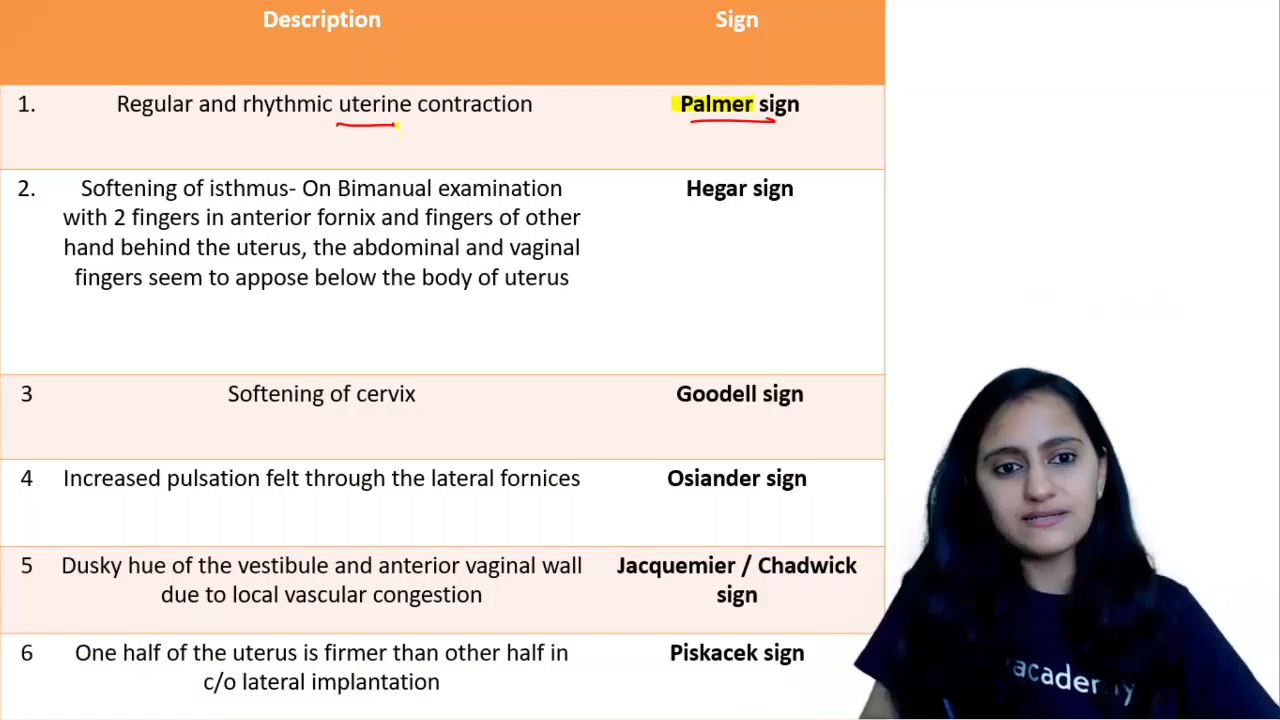 Description Sign
1. Regular and rhythmic uterine contraction Palmer sign
2. Softening of isthmus- On Bimanual examination Hegar sign
with 2 fingers in anterior fornix and fingers of other
hand behind the uterus, the abdominal and vaginal
fingers seem to appose below the body of uterus
3 Softening of cervix Goodell sign
4 Increased pulsation felt through the lateral fornices Osiander sign
5 Dusky hue of the vestibule and anterior vaginal wall Jacquemier / Chadwick
due to local vascular congestion sign
6 One half of the uterus is firmer than other half in Piskacek sign
c/o lateral implantation